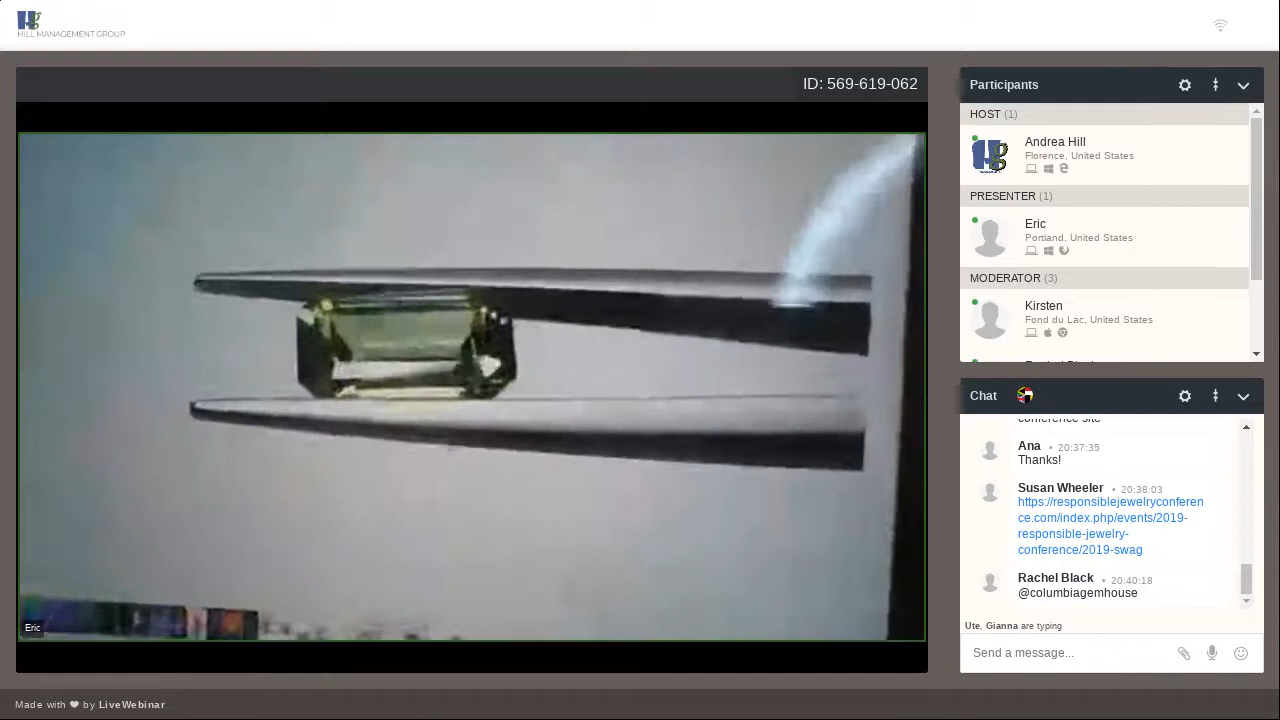 Hg
HILL MANAGEMENT GROUP
ID: 569-619-062
Eric
Participants
HOST (1)
Andrea Hill
Florence, United States
PRESENTER (1)
Eric
Portland, United States
MODERATOR (3)
Kirsten
Fond du Lac, United States
Chat
conference site
Ana • 20:37:35
Thanks!
Susan Wheeler • 20:38:03
https://responsiblejewelryconferen
ce.com/index.php/events/2019-
responsible-jewelry-
conference/2019-swag
Rachel Black • 20:40:18
@columbiagemhouse
Ute, Gianna are typing
Send a message...
Made with ❤ by LiveWebinar